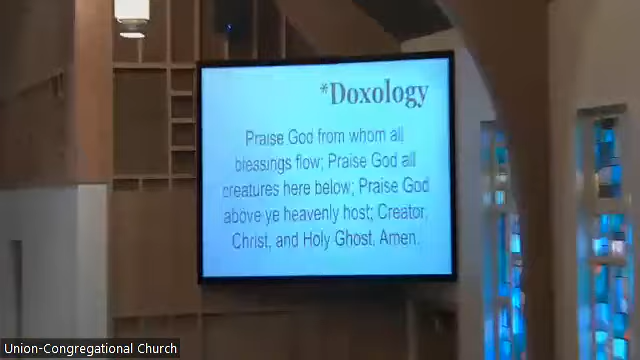 *Doxology
Praise God from whom all
blessings flow; Praise God all
creatures here below; Praise God
above ye heavenly host; Creator,
Christ, and Holy Ghost, Amen.
Union-Congregational Church